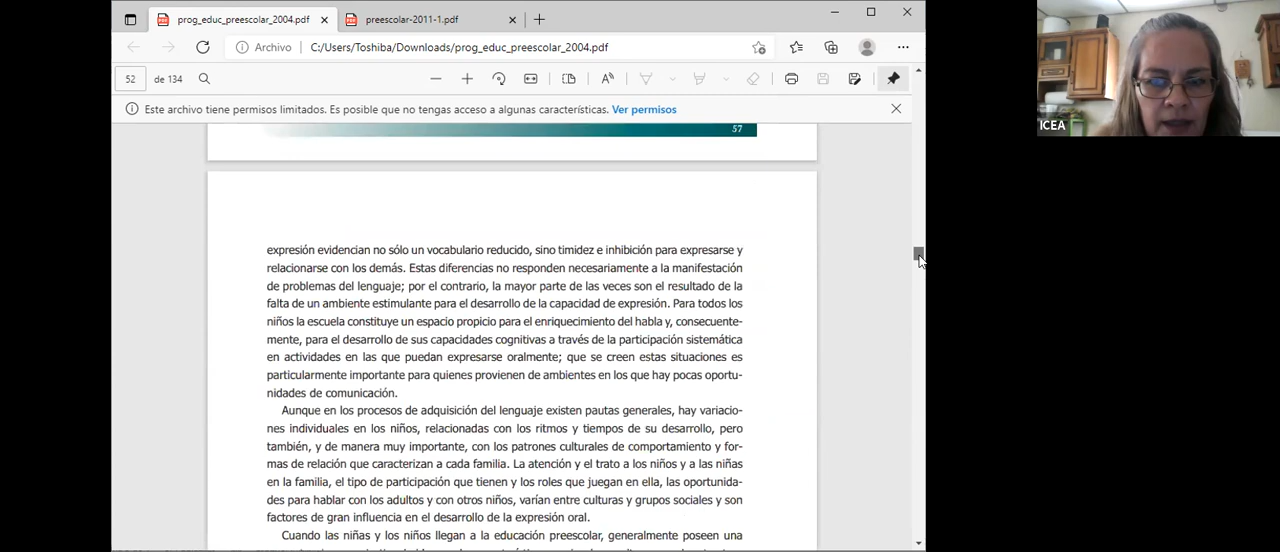 prog_educ_preescolar_2004.pdf
preescolar-2011-1.pdf
Archivo
C:/Users/Toshiba/Downloads/prog_educ_preescolar_2004.pdf
52 de 134
Este archivo tiene permisos limitados. Es posible que no tengas acceso a algunas características. Ver permisos
ICEA
57
expresión evidencian no sólo un vocabulario reducido, sino timidez e inhibición para expresarse y
relacionarse con los demás. Estas diferencias no responden necesariamente a la manifestación
de problemas del lenguaje; por el contrario, la mayor parte de las veces son el resultado de la
falta de un ambiente estimulante para el desarrollo de la capacidad de expresión. Para todos los
niños la escuela constituye un espacio propicio para el enriquecimiento del habla y, consecuente-
mente, para el desarrollo de sus capacidades cognitivas a través de la participación sistemática
en actividades en las que puedan expresarse oralmente; que se creen estas situaciones es
particularmente importante para quienes provienen de ambientes en los que hay pocas oportu-
nidades de comunicación.
Aunque en los procesos de adquisición del lenguaje existen pautas generales, hay variacio-
nes individuales en los niños, relacionadas con los ritmos y tiempos de su desarrollo, pero
también, y de manera muy importante, con los patrones culturales de comportamiento y for-
mas de relación que caracterizan a cada familia. La atención y el trato a los niños y a las niñas
en la familia, el tipo de participación que tienen y los roles que juegan en ella, las oportunida-
des para hablar con los adultos y con otros niños, varían entre culturas y grupos sociales y son
factores de gran influencia en el desarrollo de la expresión oral.
Cuando las niñas y los niños llegan a la educación preescolar, generalmente poseen una